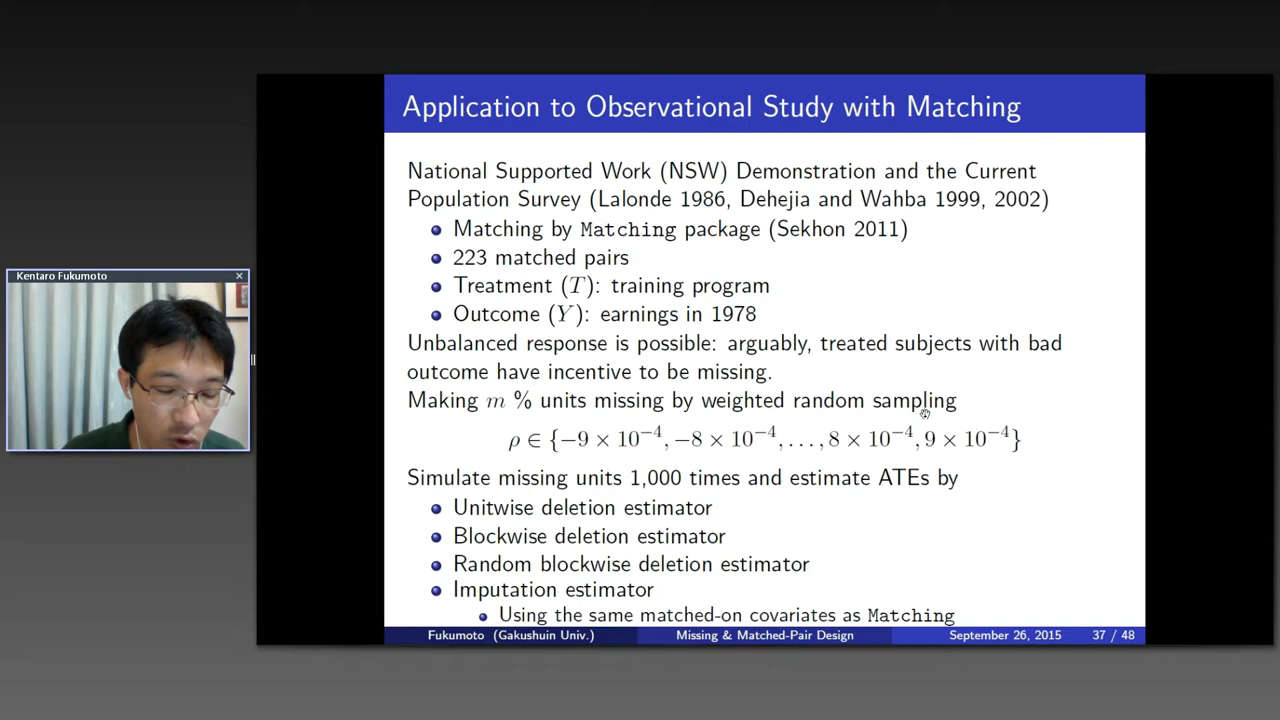 Application to Observational Study with Matching
National Supported Work (NSW) Demonstration and the Current
Population Survey (Lalonde 1986, Dehejia and Wahba 1999, 2002)
Matching by Matching package (Sekhon 2011)
223 matched pairs
Treatment (T): training program
Outcome (Y): earnings in 1978
Unbalanced response is possible: arguably, treated subjects with bad
outcome have incentive to be missing.
Making m % units missing by weighted random sampling
ρ ∈ {−9 × 10⁻⁴, −8 × 10⁻⁴, . . . , 8 × 10⁻⁴, 9 × 10⁻⁴}
Simulate missing units 1,000 times and estimate ATEs by
Unitwise deletion estimator
Blockwise deletion estimator
Random blockwise deletion estimator
Imputation estimator
Using the same matched-on covariates as Matching
Fukumoto (Gakushuin Univ.) Missing & Matched-Pair Design September 26, 2015 37 / 48
Kentaro Fukumoto